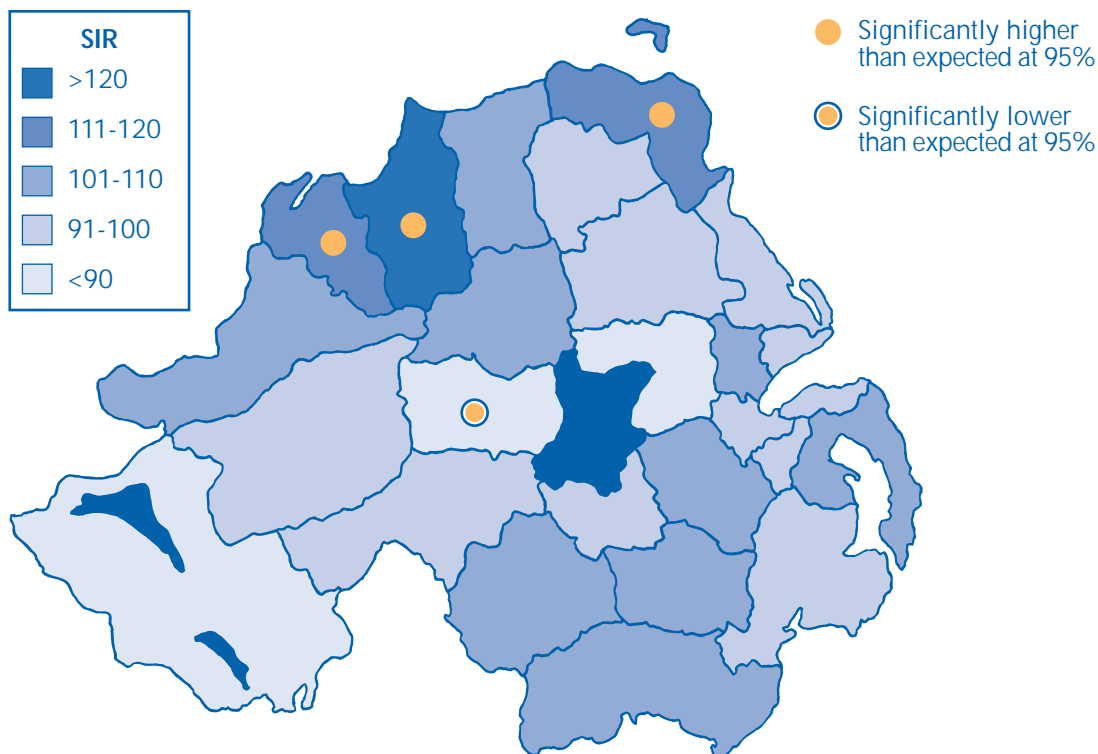 SIR
>120
111-120
101-110
91-100
<90
Significantly higher
than expected at 95%
Significantly lower
than expected at 95%